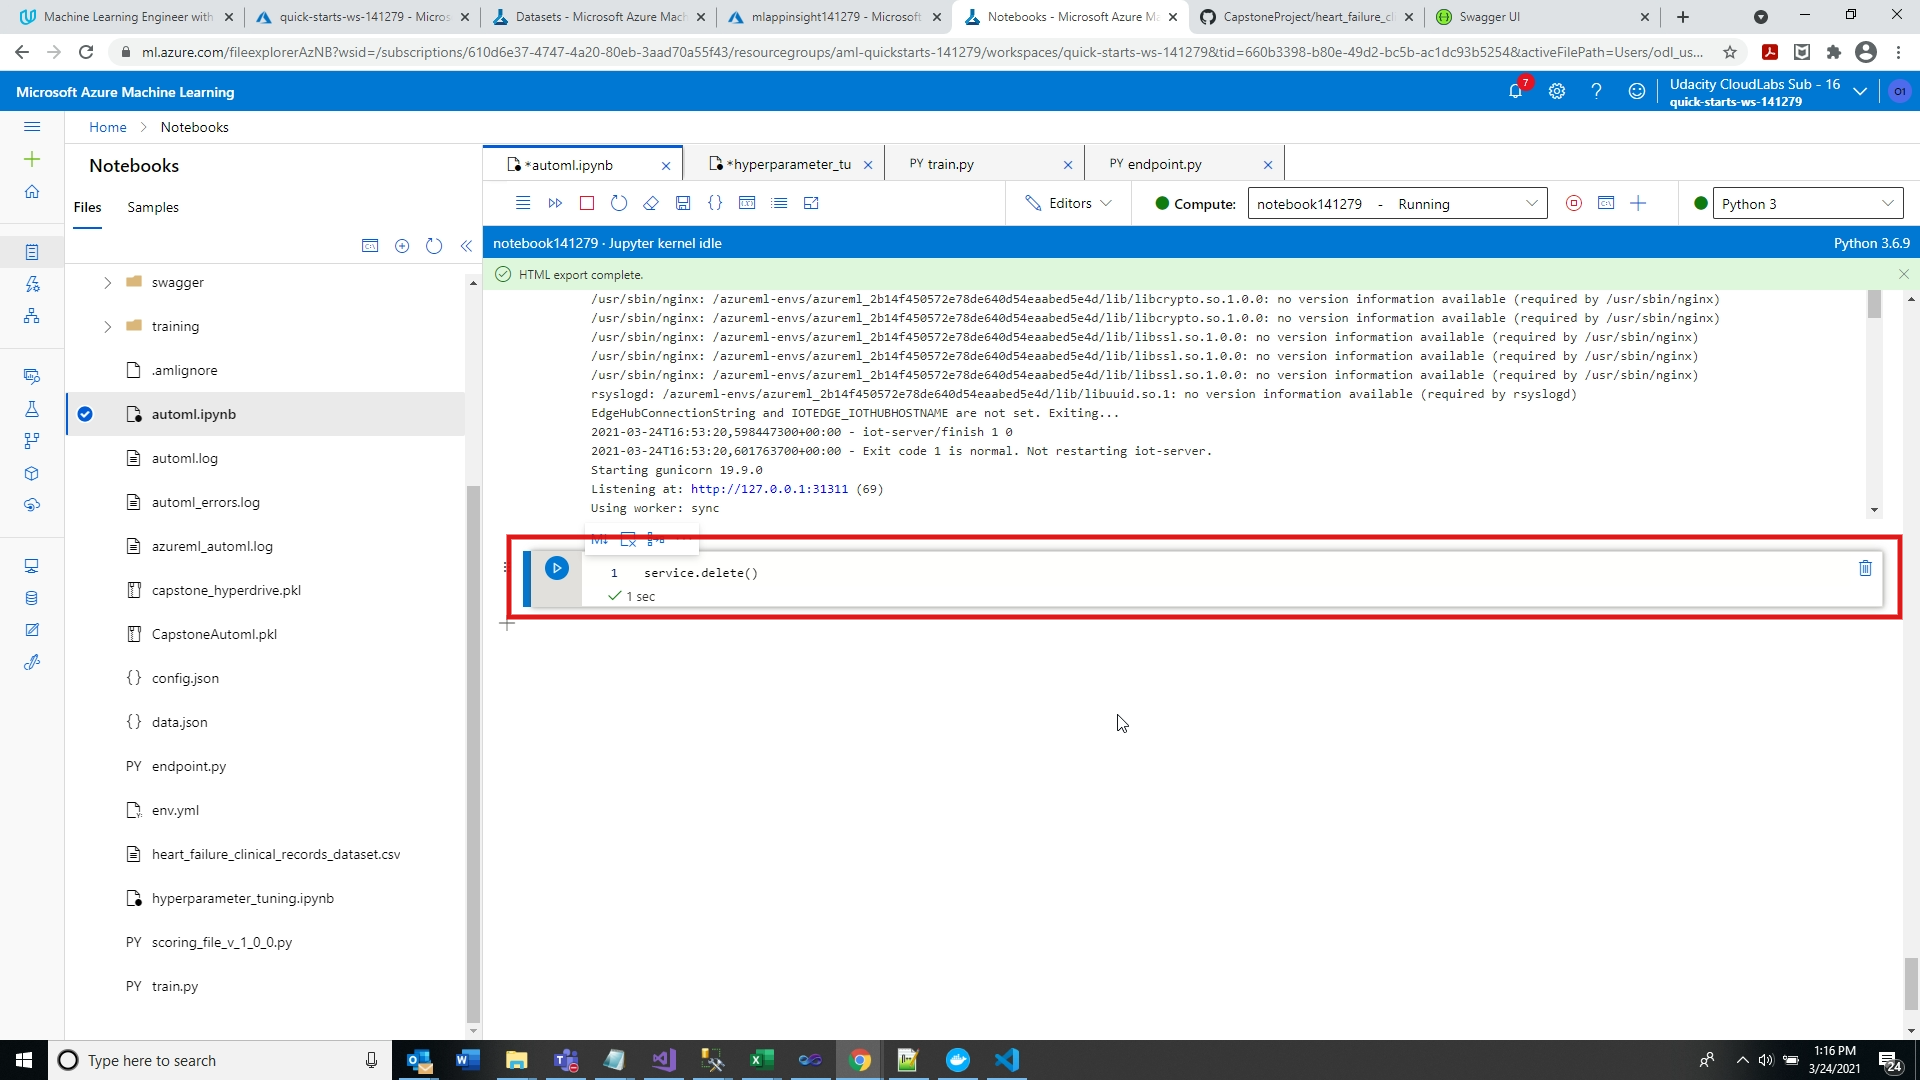 Machine Learning Engineer with
quick-starts-ws-141279 - Micros
Datasets - Microsoft Azure Mach
mlappinsight141279 - Microsoft
Notebooks - Microsoft Azure Ma
CapstoneProject/heart_failure_cl
Swagger UI
ml.azure.com/fileexplorerAzNB?wsid=/subscriptions/610d6e37-4747-4a20-80eb-3aad70a55f43/resourcegroups/aml-quickstarts-141279/workspaces/quick-starts-ws-141279&tid=660b3398-b80e-49d2-bc5b-ac1dc93b5254&activeFilePath=Users/odl_us...
Microsoft Azure Machine Learning
7
Udacity CloudLabs Sub - 16
quick-starts-ws-141279
O1
Home
Notebooks
Notebooks
Files
Samples
swagger
training
.amlignore
automl.ipynb
automl.log
automl_errors.log
azureml_automl.log
capstone_hyperdrive.pkl
CapstoneAutoml.pkl
{} config.json
{} data.json
PY endpoint.py
env.yml
heart_failure_clinical_records_dataset.csv
hyperparameter_tuning.ipynb
PY scoring_file_v_1_0_0.py
PY train.py
*automl.ipynb
*hyperparameter_tu
PY train.py
PY endpoint.py
Editors
Compute:
notebook141279 - Running
Python 3
notebook141279 · Jupyter kernel idle
Python 3.6.9
HTML export complete.
/usr/sbin/nginx: /azureml-envs/azureml_2b14f450572e78de640d54eaabed5e4d/lib/libcrypto.so.1.0.0: no version information available (required by /usr/sbin/nginx)
/usr/sbin/nginx: /azureml-envs/azureml_2b14f450572e78de640d54eaabed5e4d/lib/libcrypto.so.1.0.0: no version information available (required by /usr/sbin/nginx)
/usr/sbin/nginx: /azureml-envs/azureml_2b14f450572e78de640d54eaabed5e4d/lib/libssl.so.1.0.0: no version information available (required by /usr/sbin/nginx)
/usr/sbin/nginx: /azureml-envs/azureml_2b14f450572e78de640d54eaabed5e4d/lib/libssl.so.1.0.0: no version information available (required by /usr/sbin/nginx)
/usr/sbin/nginx: /azureml-envs/azureml_2b14f450572e78de640d54eaabed5e4d/lib/libssl.so.1.0.0: no version information available (required by /usr/sbin/nginx)
rsyslogd: /azureml-envs/azureml_2b14f450572e78de640d54eaabed5e4d/lib/libuuid.so.1: no version information available (required by rsyslogd)
EdgeHubConnectionString and IOTEDGE_IOTHUBHOSTNAME are not set. Exiting...
2021-03-24T16:53:20,598447300+00:00 - iot-server/finish 1 0
2021-03-24T16:53:20,601763700+00:00 - Exit code 1 is normal. Not restarting iot-server.
Starting gunicorn 19.9.0
Listening at: http://127.0.0.1:31311 (69)
Using worker: sync
M↓
1 service.delete()
1 sec
Type here to search
1:16 PM
3/24/2021
24